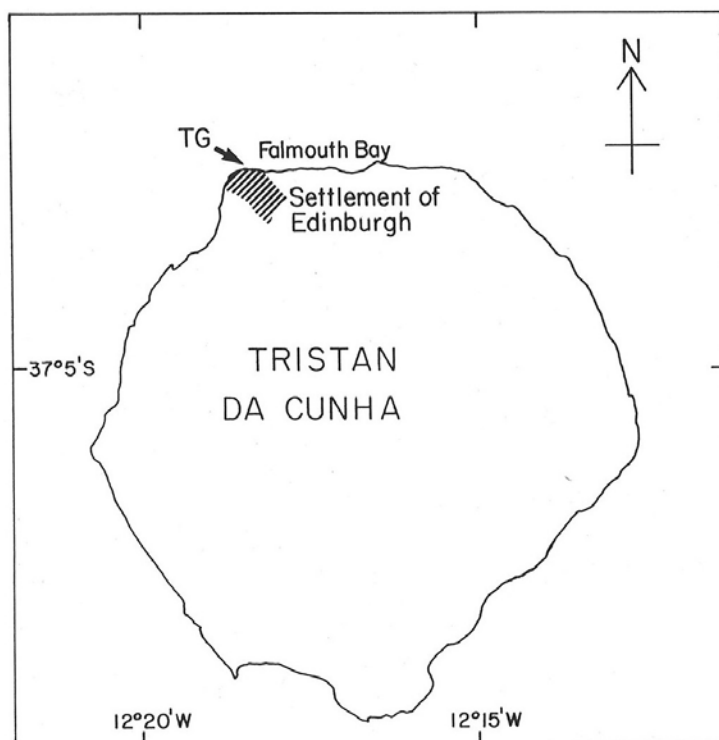 N
TG
Falmouth Bay
Settlement of
Edinburgh
37°5'S
TRISTAN
DA CUNHA
12°20'W
12°15'W